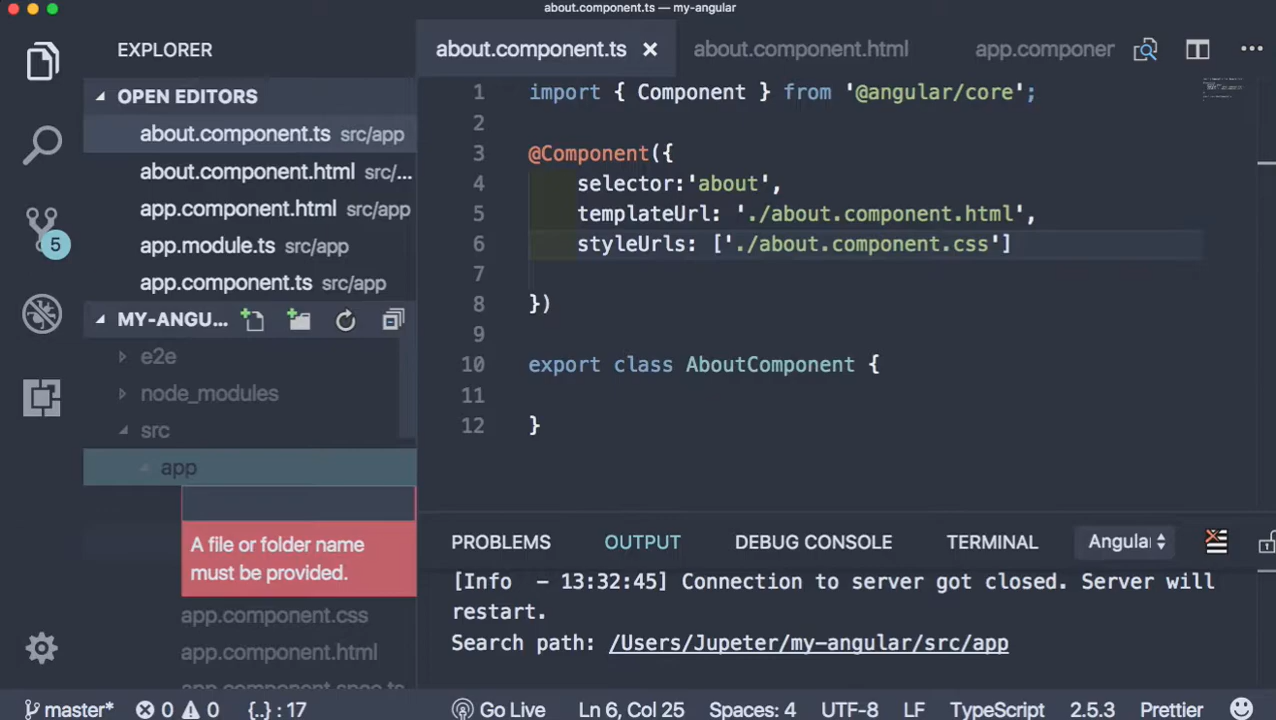 about.component.ts — my-angular
EXPLORER
OPEN EDITORS
about.component.ts src/app
about.component.html src/...
app.component.html src/app
app.module.ts src/app
app.component.ts src/app
MY-ANGU...
e2e
node_modules
src
app
A file or folder name
must be provided.
app.component.css
app.component.html
app.component.spec.ts
5
about.component.ts
about.component.html
app.componer
1 import { Component } from '@angular/core';
2
3 @Component({
4 selector:'about',
5 templateUrl: './about.component.html',
6 styleUrls: ['./about.component.css']
7
8 })
9
10 export class AboutComponent {
11
12 }
PROBLEMS OUTPUT DEBUG CONSOLE TERMINAL Angula
[Info - 13:32:45] Connection to server got closed. Server will
restart.
Search path: /Users/Jupeter/my-angular/src/app
master* 0 0 {..} : 17 Go Live Ln 6, Col 25 Spaces: 4 UTF-8 LF TypeScript 2.5.3 Prettier